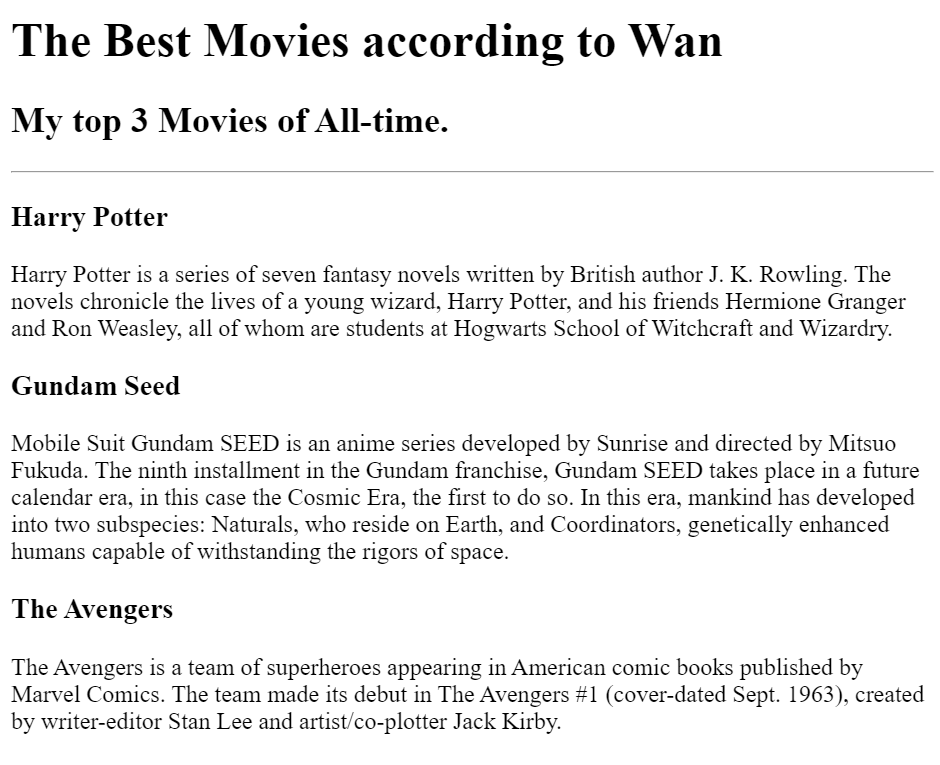 The Best Movies according to Wan
My top 3 Movies of All-time.
Harry Potter
Harry Potter is a series of seven fantasy novels written by British author J. K. Rowling. The
novels chronicle the lives of a young wizard, Harry Potter, and his friends Hermione Granger
and Ron Weasley, all of whom are students at Hogwarts School of Witchcraft and Wizardry.
Gundam Seed
Mobile Suit Gundam SEED is an anime series developed by Sunrise and directed by Mitsuo
Fukuda. The ninth installment in the Gundam franchise, Gundam SEED takes place in a future
calendar era, in this case the Cosmic Era, the first to do so. In this era, mankind has developed
into two subspecies: Naturals, who reside on Earth, and Coordinators, genetically enhanced
humans capable of withstanding the rigors of space.
The Avengers
The Avengers is a team of superheroes appearing in American comic books published by
Marvel Comics. The team made its debut in The Avengers #1 (cover-dated Sept. 1963), created
by writer-editor Stan Lee and artist/co-plotter Jack Kirby.